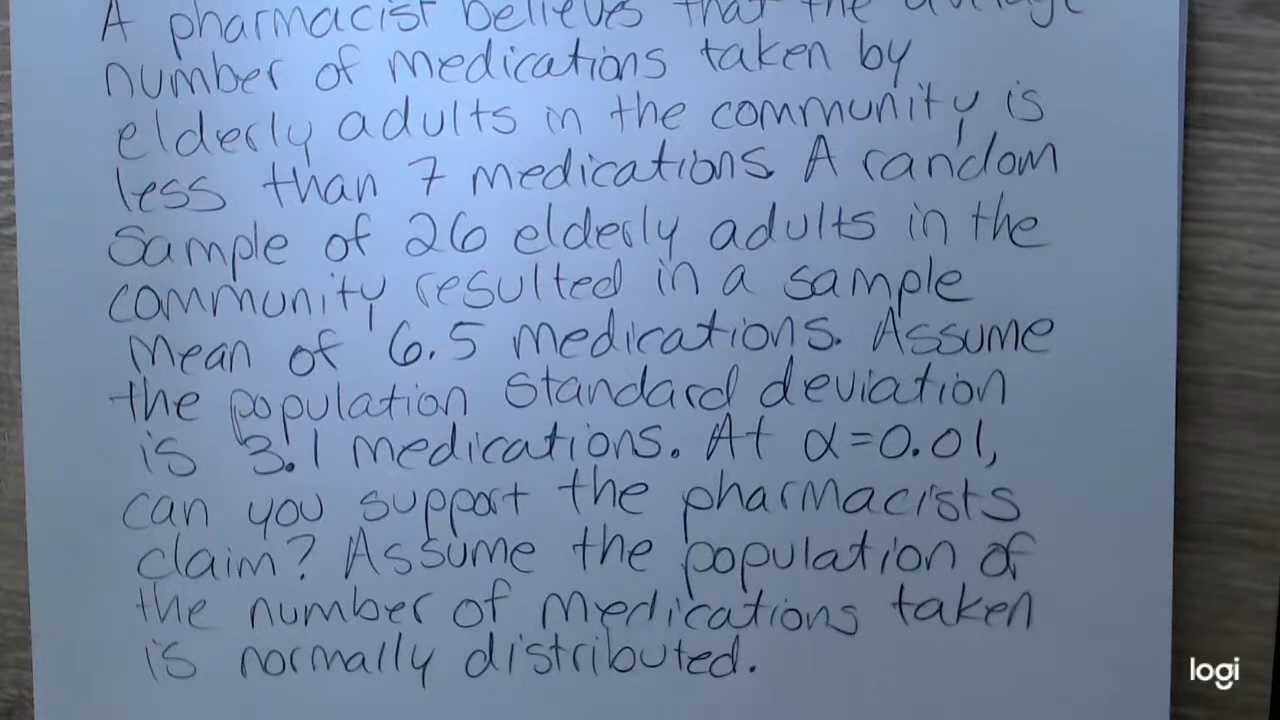 A pharmacist believes that the average
number of medications taken by
elderly adults in the community is
less than 7 medications. A random
sample of 26 elderly adults in the
community resulted in a sample
mean of 6.5 medications. Assume
the population standard deviation
is 3.1 medications. At α=0.01,
can you support the pharmacists
claim? Assume the population of
the number of medications taken
is normally distributed.
logi